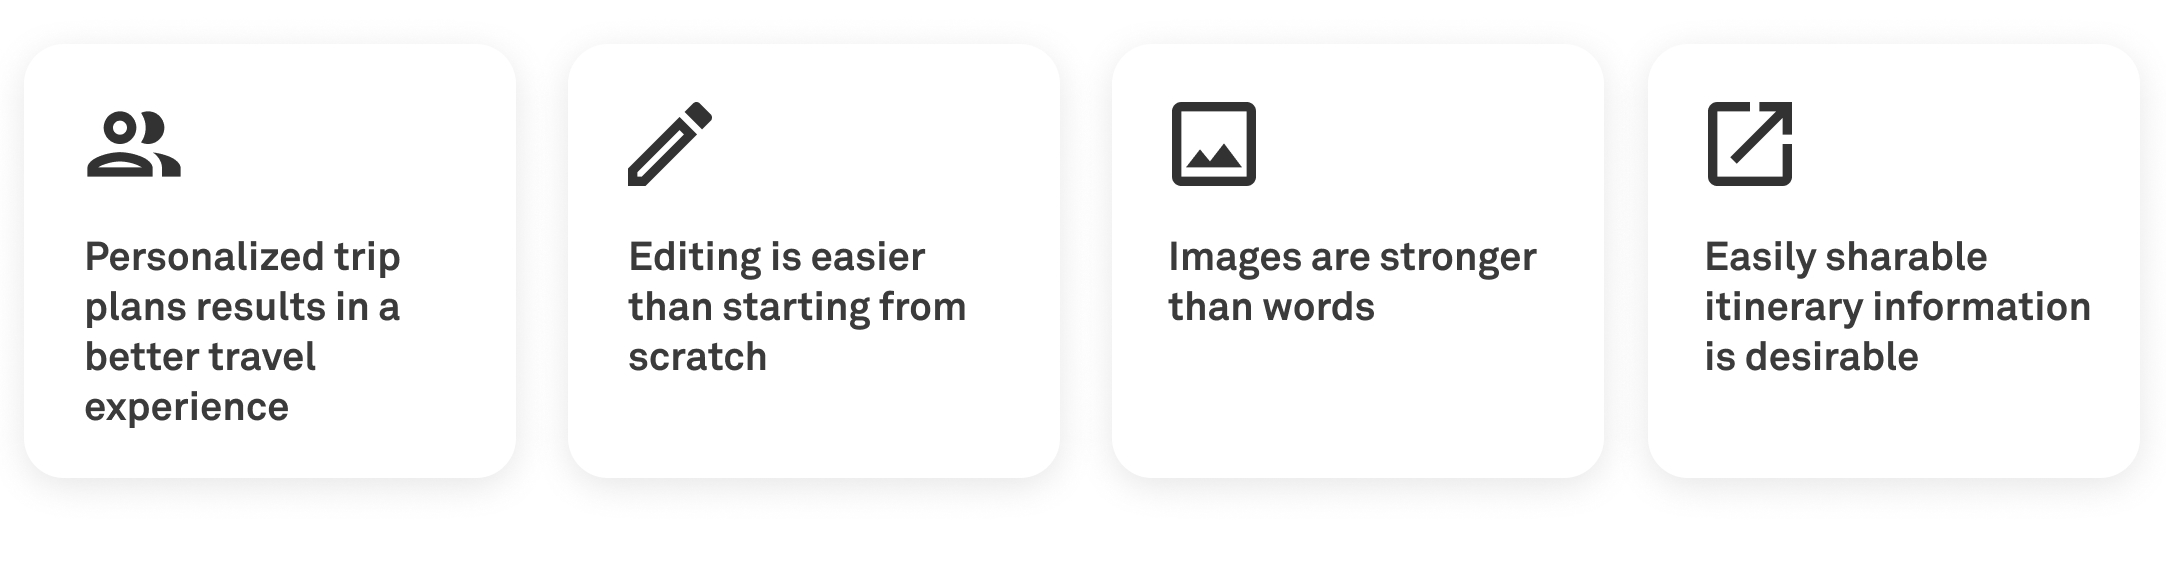 Personalized trip
plans results in a
better travel
experience
Editing is easier
than starting from
scratch
Images are stronger
than words
Easily sharable
itinerary information
is desirable